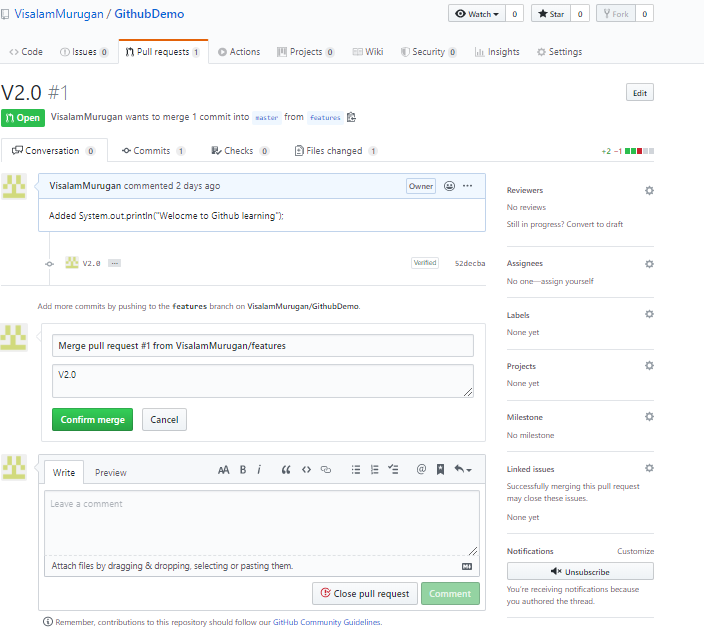 VisalamMurugan / GithubDemo
Watch 0 Star 0 Fork 0
Code Issues 0 Pull requests 1 Actions Projects 0 Wiki Security 0 Insights Settings
V2.0 #1
Edit
Open VisalamMurugan wants to merge 1 commit into master from features
Conversation 0 Commits 1 Checks 0 Files changed 1 +2 −1
VisalamMurugan commented 2 days ago Owner
Added System.out.println("Welocme to Github learning");
V2.0 Verified 52decba
Add more commits by pushing to the features branch on VisalamMurugan/GithubDemo.
Merge pull request #1 from VisalamMurugan/features
V2.0
Confirm merge Cancel
Write Preview
Leave a comment
Attach files by dragging & dropping, selecting or pasting them.
Close pull request Comment
Remember, contributions to this repository should follow our GitHub Community Guidelines.
Reviewers
No reviews
Still in progress? Convert to draft
Assignees
No one—assign yourself
Labels
None yet
Projects
None yet
Milestone
No milestone
Linked issues
Successfully merging this pull request
may close these issues.
None yet
Notifications Customize
Unsubscribe
You're receiving notifications because
you authored the thread.